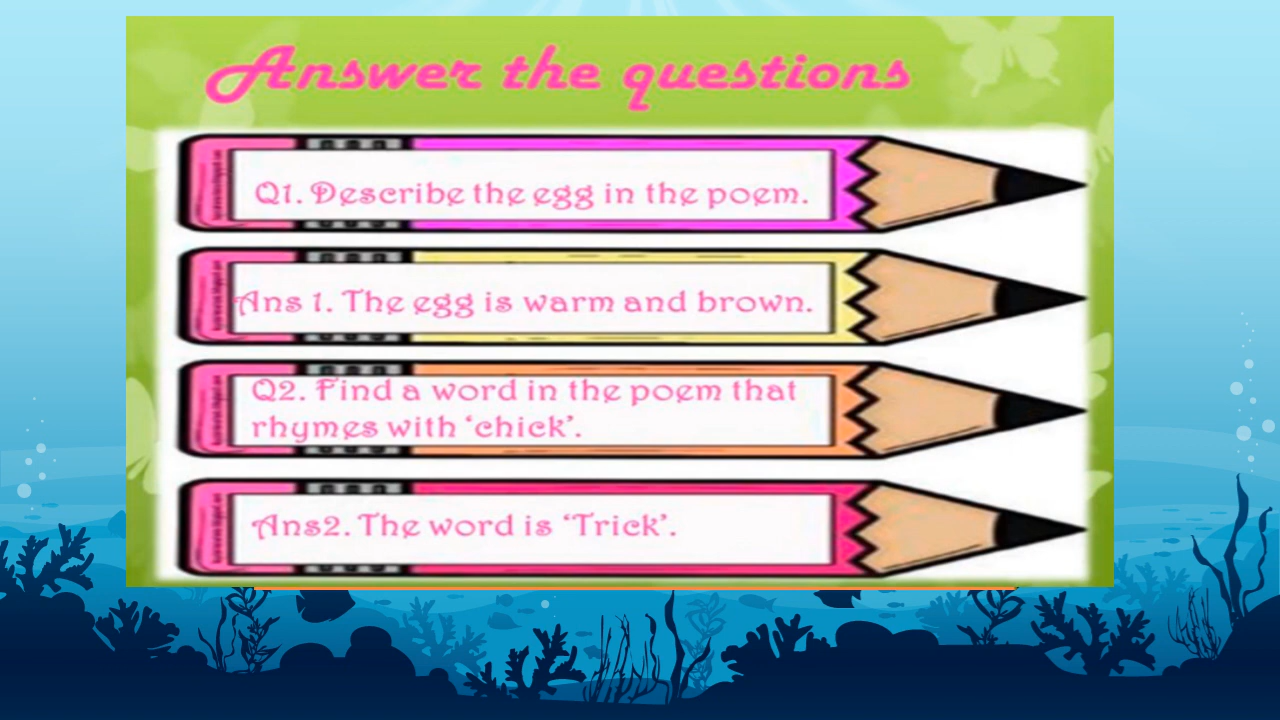 Answer the questions
Q1. Describe the egg in the poem.
Ans 1. The egg is warm and brown.
Q2. Find a word in the poem that
rhymes with ‘chick’.
Ans2. The word is ‘Trick’.